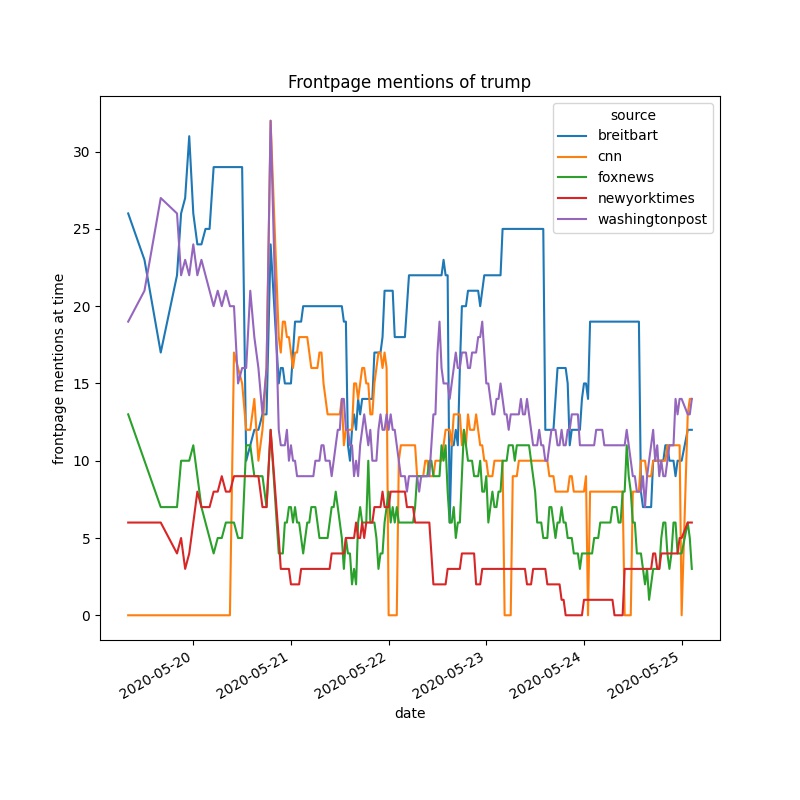 Frontpage mentions of trump
source
breitbart
cnn
foxnews
newyorktimes
washingtonpost
frontpage mentions at time
30
25
20
15
10
5
0
2020-05-20
2020-05-21
2020-05-22
2020-05-23
2020-05-24
2020-05-25
date